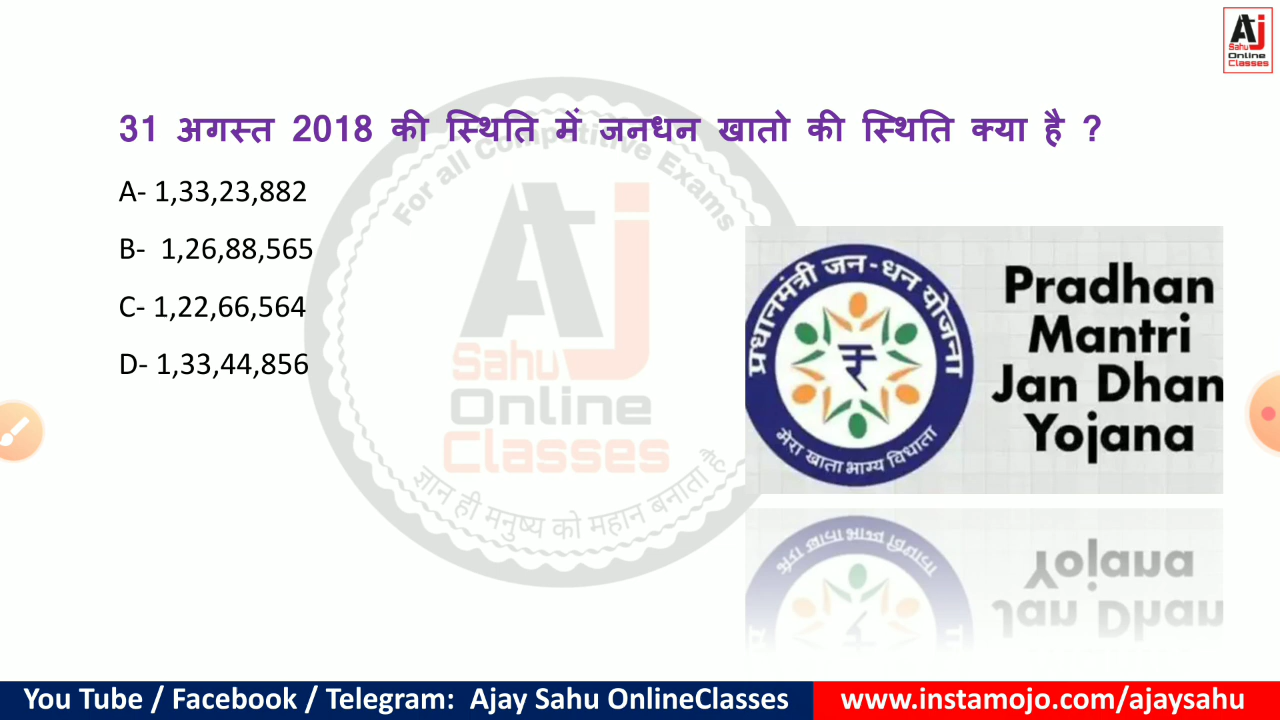 Aj
Sahu
Online
Classes
31 अगस्त 2018 की स्थिति में जनधन खातो की स्थिति क्या है ?
A- 1,33,23,882
B- 1,26,88,565
C- 1,22,66,564
D- 1,33,44,856
For all Competitive Exams
Aj
Sahu
Online
Classes
ज्ञान ही मनुष्य को महान बनाता है
प्रधानमंत्री जन-धन योजना
मेरा खाता भाग्य विधाता
Pradhan
Mantri
Jan Dhan
Yojana
You Tube / Facebook / Telegram: Ajay Sahu OnlineClasses
www.instamojo.com/ajaysahu